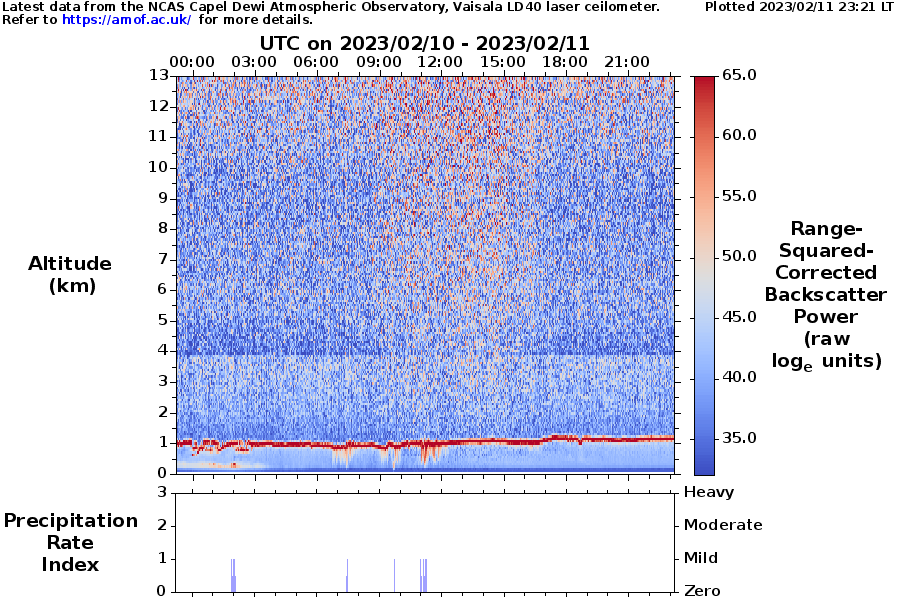 Latest data from the NCAS Capel Dewi Atmospheric Observatory, Vaisala LD40 laser ceilometer. Plotted 2023/02/11 23:21 LT
Refer to https://amof.ac.uk/ for more details.
UTC on 2023/02/10 - 2023/02/11
00:00 03:00 06:00 09:00 12:00 15:00 18:00 21:00
13
12
11
10
9
8
7
6
5
4
3
2
1
0
Altitude
(km)
65.0
60.0
55.0
50.0
45.0
40.0
35.0
Range-
Squared-
Corrected
Backscatter
Power
(raw
loge units)
3
2
1
0
Precipitation
Rate
Index
Heavy
Moderate
Mild
Zero